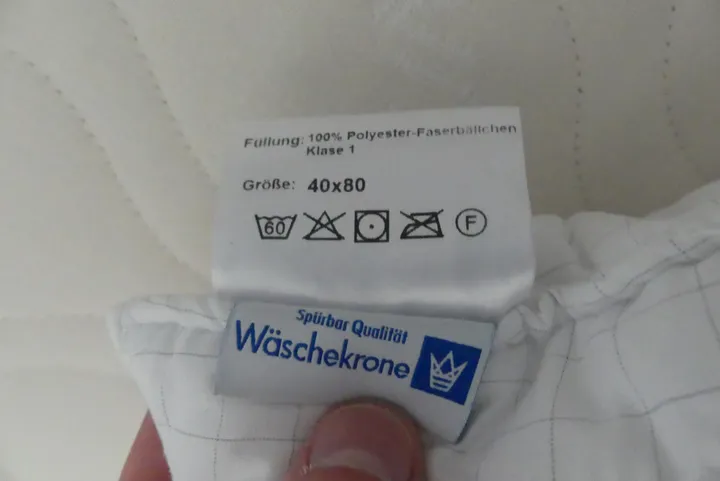 Füllung: 100% Polyester-Faserbällchen
Klase 1
Größe: 40x80
60 F
Spürbar Qualität
Wäschekrone